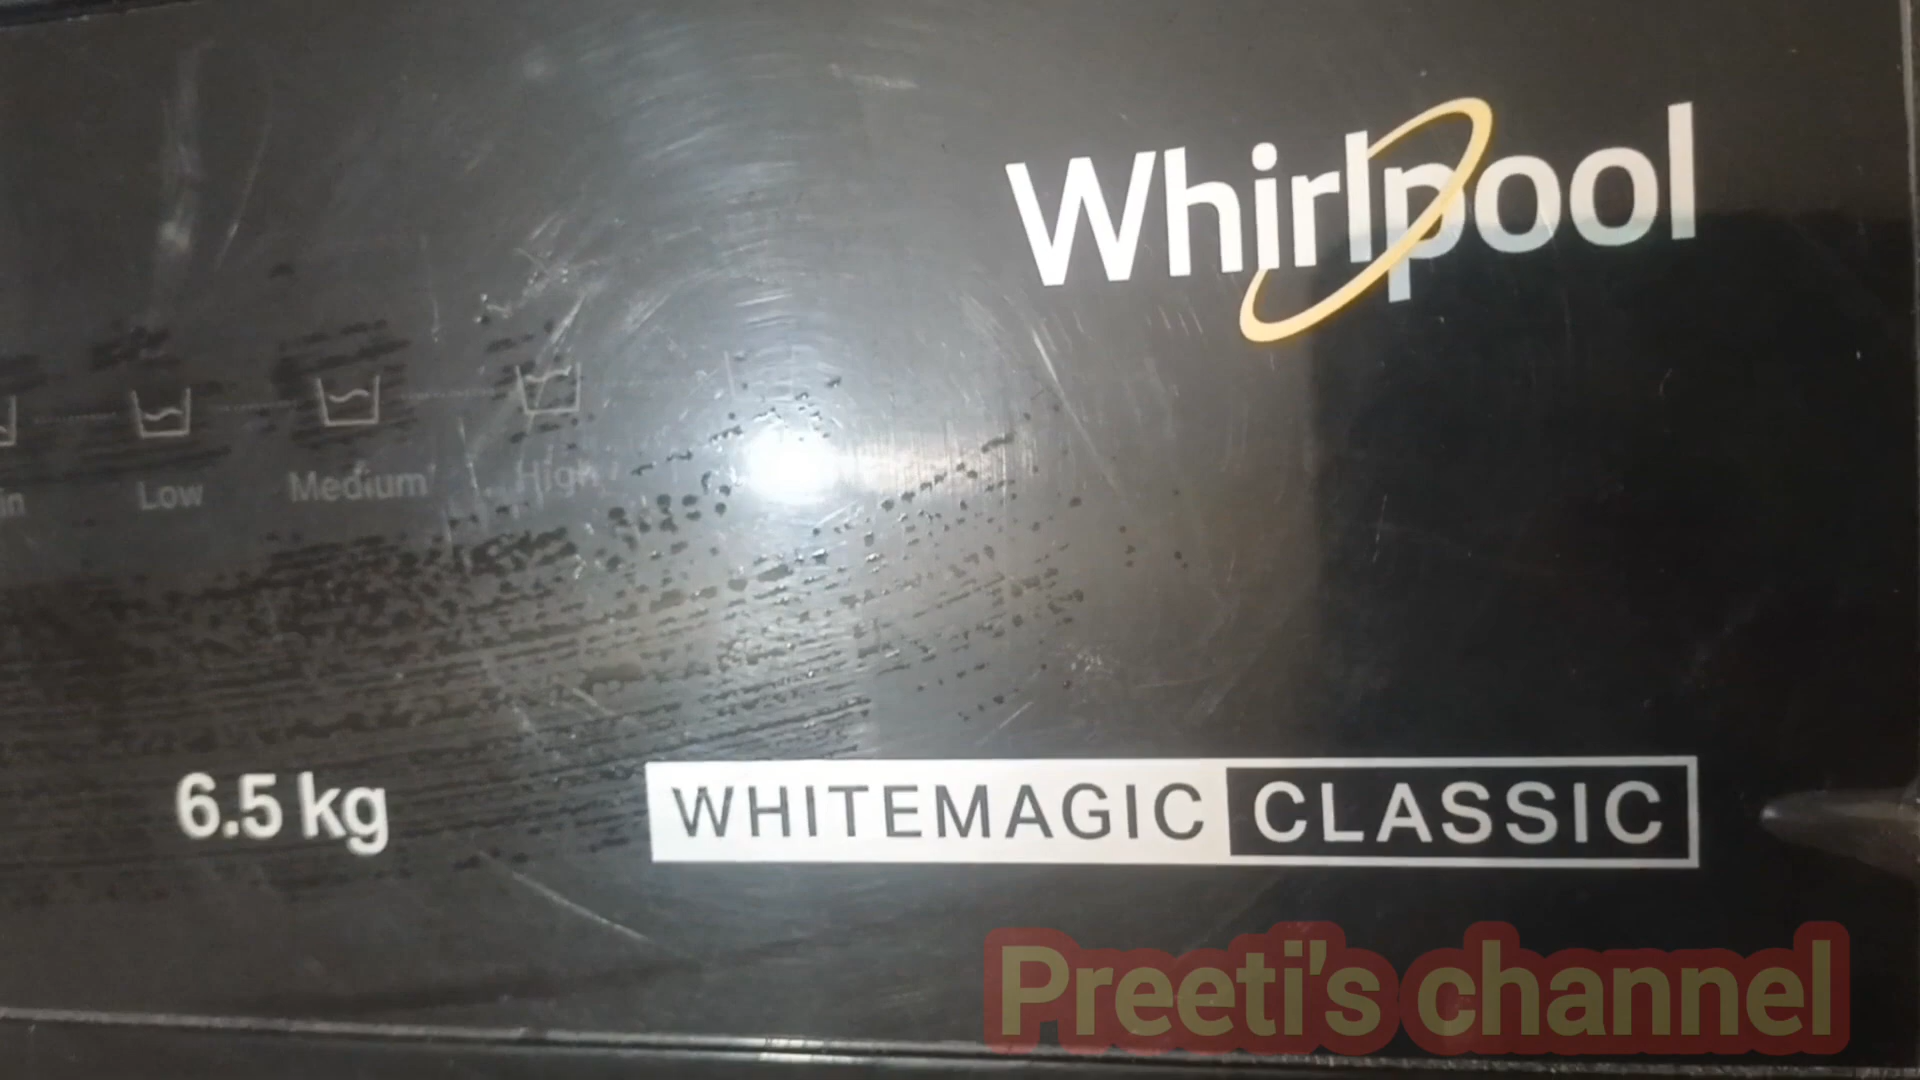 Whirlpool
Low Medium High
6.5 kg
WHITEMAGIC CLASSIC
Preeti's channel